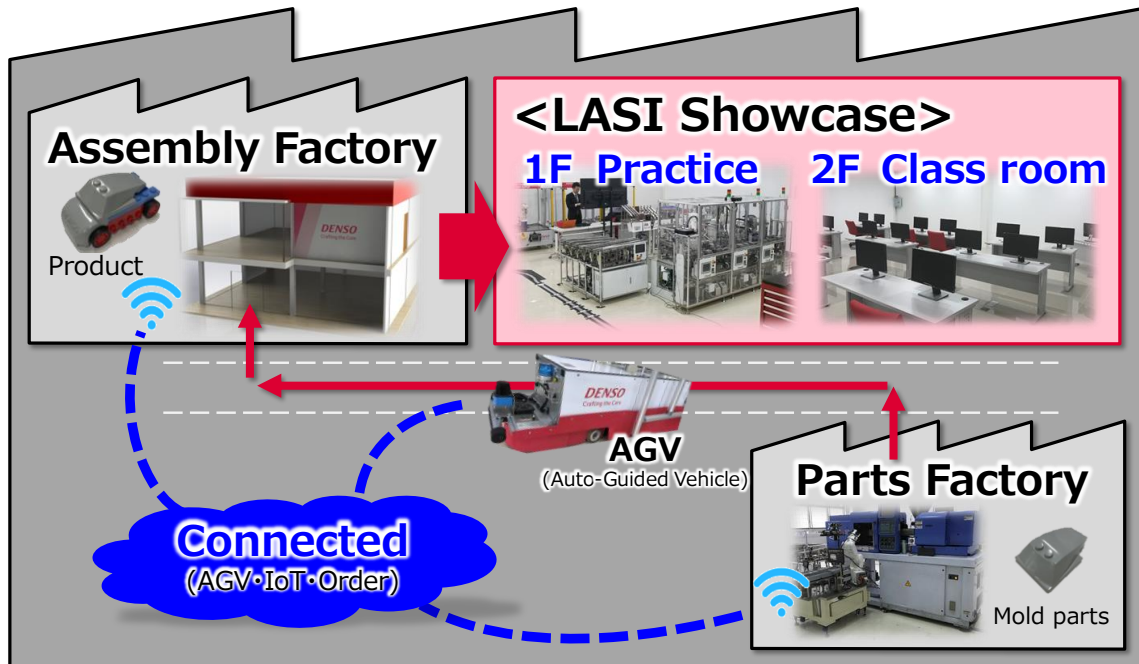 Assembly Factory
Product
DENSO
Crafting the Core
<LASI Showcase>
1F Practice
2F Class room
DENSO
Crafting the Core
AGV
(Auto-Guided Vehicle)
Connected
(AGV･IoT･Order)
Parts Factory
Mold parts